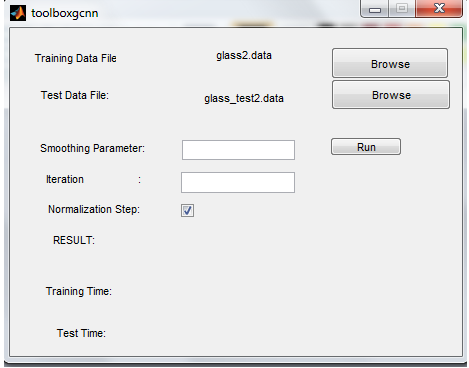 toolboxgcnn
Training Data File glass2.data Browse
Test Data File: glass_test2.data Browse
Smoothing Parameter: Run
Iteration :
Normalization Step:
RESULT:
Training Time:
Test Time: